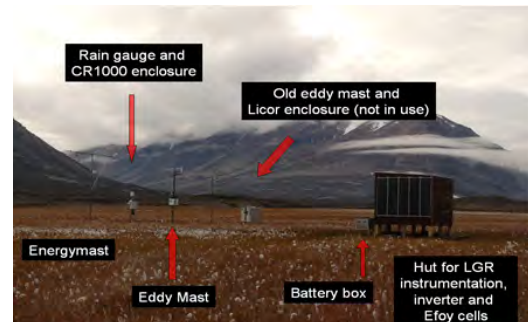 Rain gauge and
CR1000 enclosure
Old eddy mast and
Licor enclosure (not in use)
Energymast
Eddy Mast
Battery box
Hut for LGR
instrumentation,
inverter and
Efoy cells